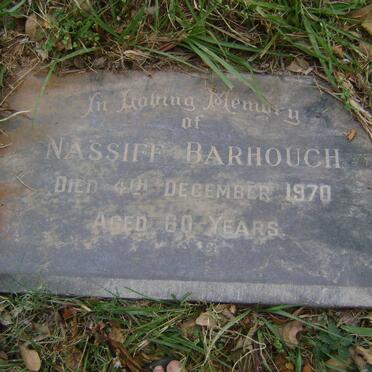 In Loving Memory
of
NASSIFF BARHOUCH
DIED 4TH DECEMBER 1970
AGED 60 YEARS.